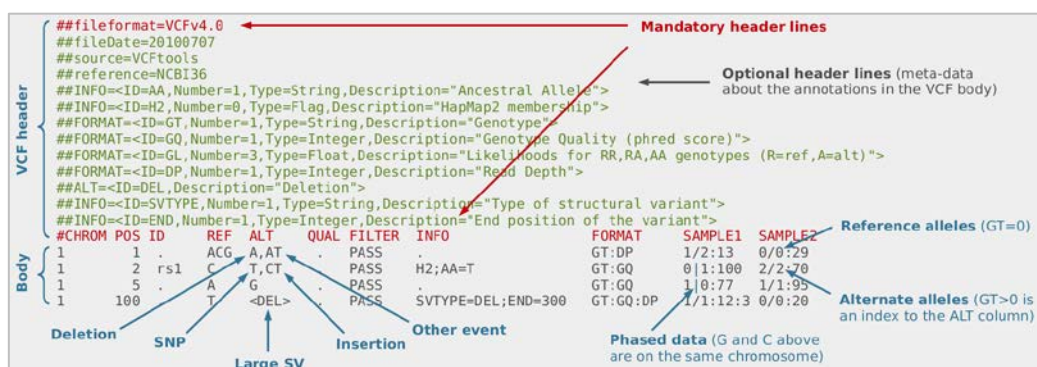 ##fileformat=VCFv4.0
Mandatory header lines
##fileDate=20100707
##source=VCFtools
##reference=NCBI36
##INFO=<ID=AA,Number=1,Type=String,Description="Ancestral Allele">
##INFO=<ID=H2,Number=0,Type=Flag,Description="HapMap2 membership">
##FORMAT=<ID=GT,Number=1,Type=String,Description="Genotype">
##FORMAT=<ID=GQ,Number=1,Type=Integer,Description="Genotype Quality (phred score)">
##FORMAT=<ID=GL,Number=3,Type=Float,Description="Likelihoods for RR,RA,AA genotypes (R=ref,A=alt)">
##FORMAT=<ID=DP,Number=1,Type=Integer,Description="Read Depth">
##ALT=<ID=DEL,Description="Deletion">
##INFO=<ID=SVTYPE,Number=1,Type=String,Description="Type of structural variant">
##INFO=<ID=END,Number=1,Type=Integer,Description="End position of the variant">
Optional header lines (meta-data
about the annotations in the VCF body)
VCF header
#CHROM POS ID REF ALT QUAL FILTER INFO FORMAT SAMPLE1 SAMPLE2
1 1 . ACG A,AT . PASS . GT:DP 1/2:13 0/0:29
1 2 rs1 C T,CT . PASS H2;AA=T GT:GQ 0|1:100 2/2:70
1 5 . A G . PASS . GT:GQ 1|0:77 1/1:95
1 100 . T <DEL> . PASS SVTYPE=DEL;END=300 GT:GQ:DP 1/1:12:3 0/0:20
Body
Reference alleles (GT=0)
Alternate alleles (GT>0 is
an index to the ALT column)
Deletion
SNP
Large SV
Insertion
Other event
Phased data (G and C above
are on the same chromosome)